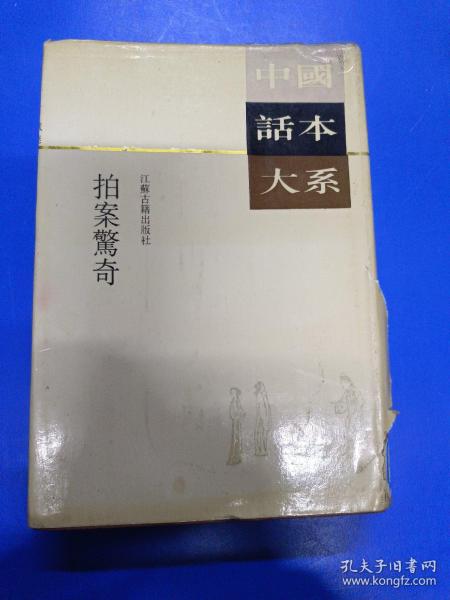 中國
話本
大系
江蘇古籍出版社
拍案驚奇
孔夫子旧书网
www.kongfz.com